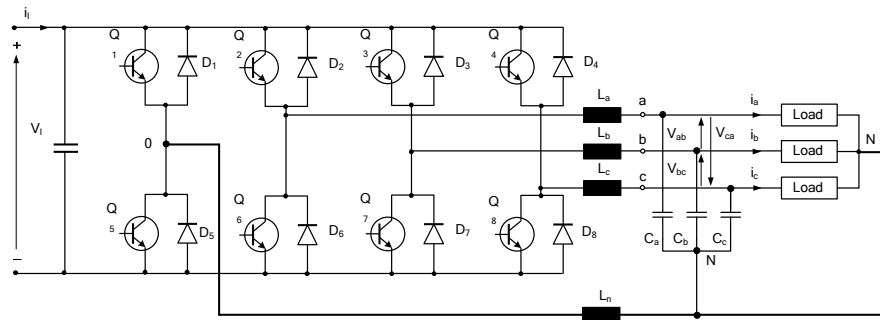 i_I
+
V_I
−
Q
1
D_1
Q
2
D_2
Q
3
D_3
Q
4
D_4
0
Q
5
D_5
Q
6
D_6
Q
7
D_7
Q
8
D_8
L_a
a
L_b
b
L_c
c
V_ab
V_bc
V_ca
i_a
Load
i_b
Load
i_c
Load
N
C_a
C_b
C_c
N
L_n